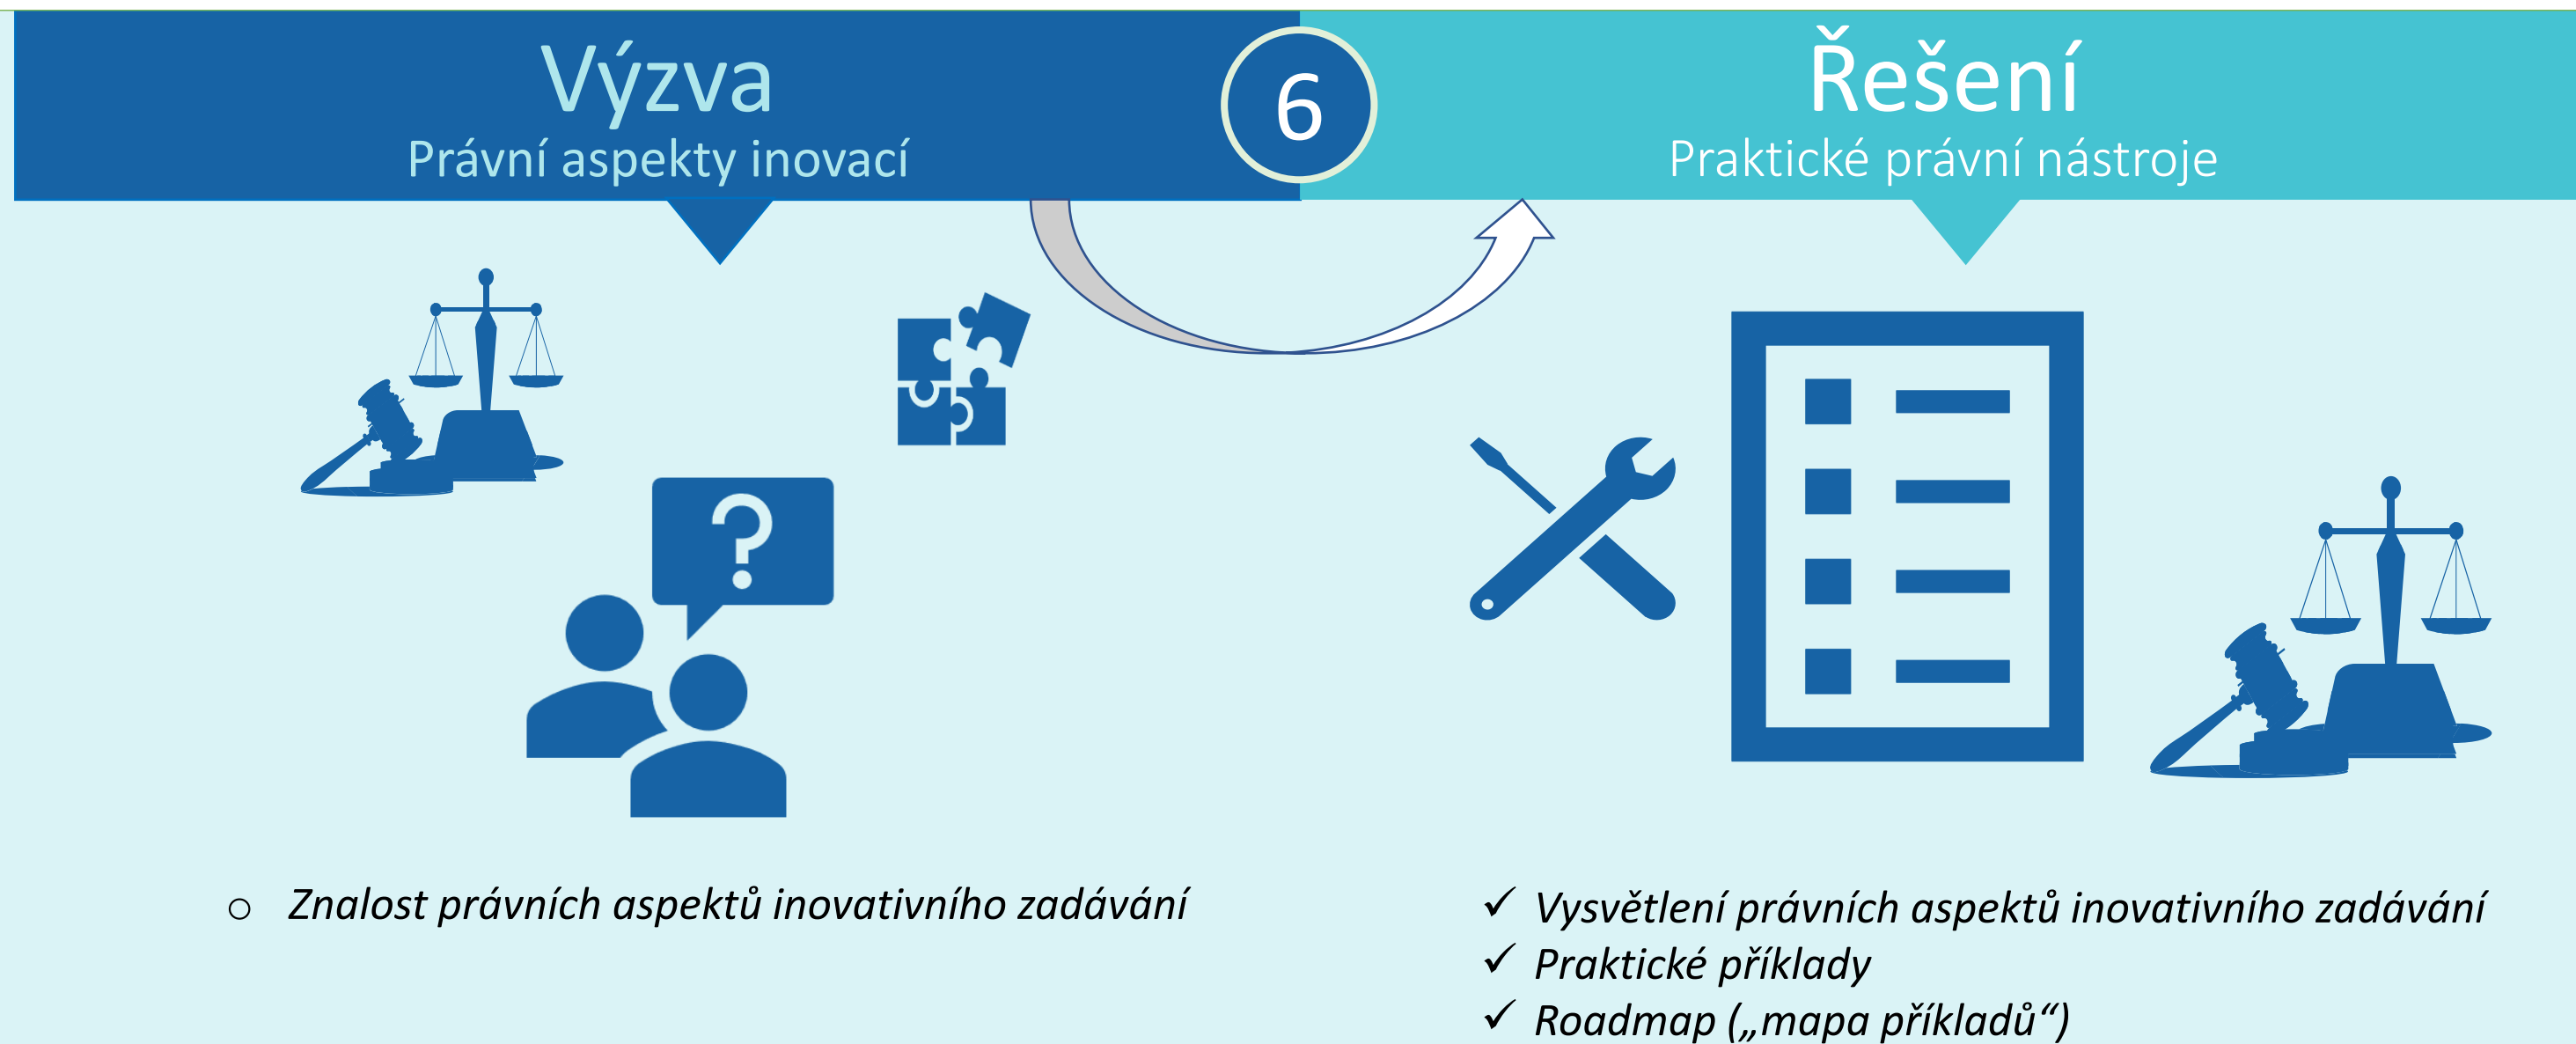 Výzva
Právní aspekty inovací
6
Řešení
Praktické právní nástroje
?
o Znalost právních aspektů inovativního zadávání
✓ Vysvětlení právních aspektů inovativního zadávání
✓ Praktické příklady
✓ Roadmap („mapa příkladů“)